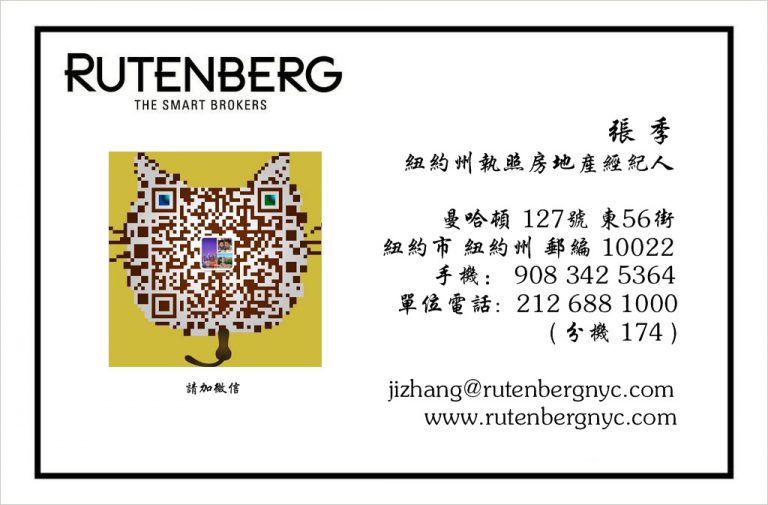 RUTENBERG
THE SMART BROKERS
請加微信
張 季
紐約州執照房地産經紀人
曼哈頓 127號 東56街
紐約市 紐約州 郵編 10022
手機: 908 342 5364
單位電話: 212 688 1000
( 分機 174 )
jizhang@rutenbergnyc.com
www.rutenbergnyc.com